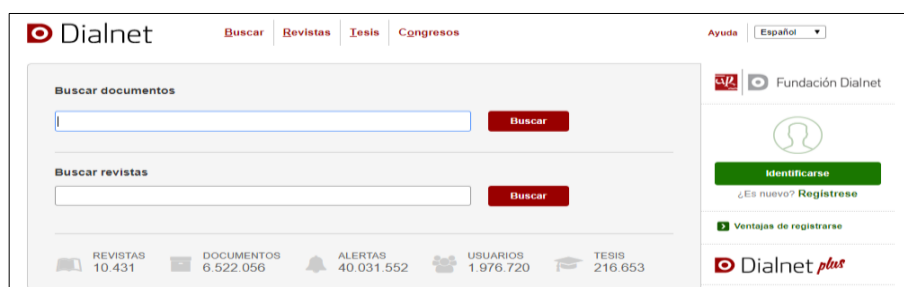 Dialnet
Buscar Revistas Tesis Congresos
Ayuda Español
Buscar documentos
Buscar
Buscar revistas
Buscar
REVISTAS
10.431
DOCUMENTOS
6.522.056
ALERTAS
40.031.552
USUARIOS
1.976.720
TESIS
216.653
Fundación Dialnet
Identificarse
¿Es nuevo? Regístrese
Ventajas de registrarse
Dialnet plus